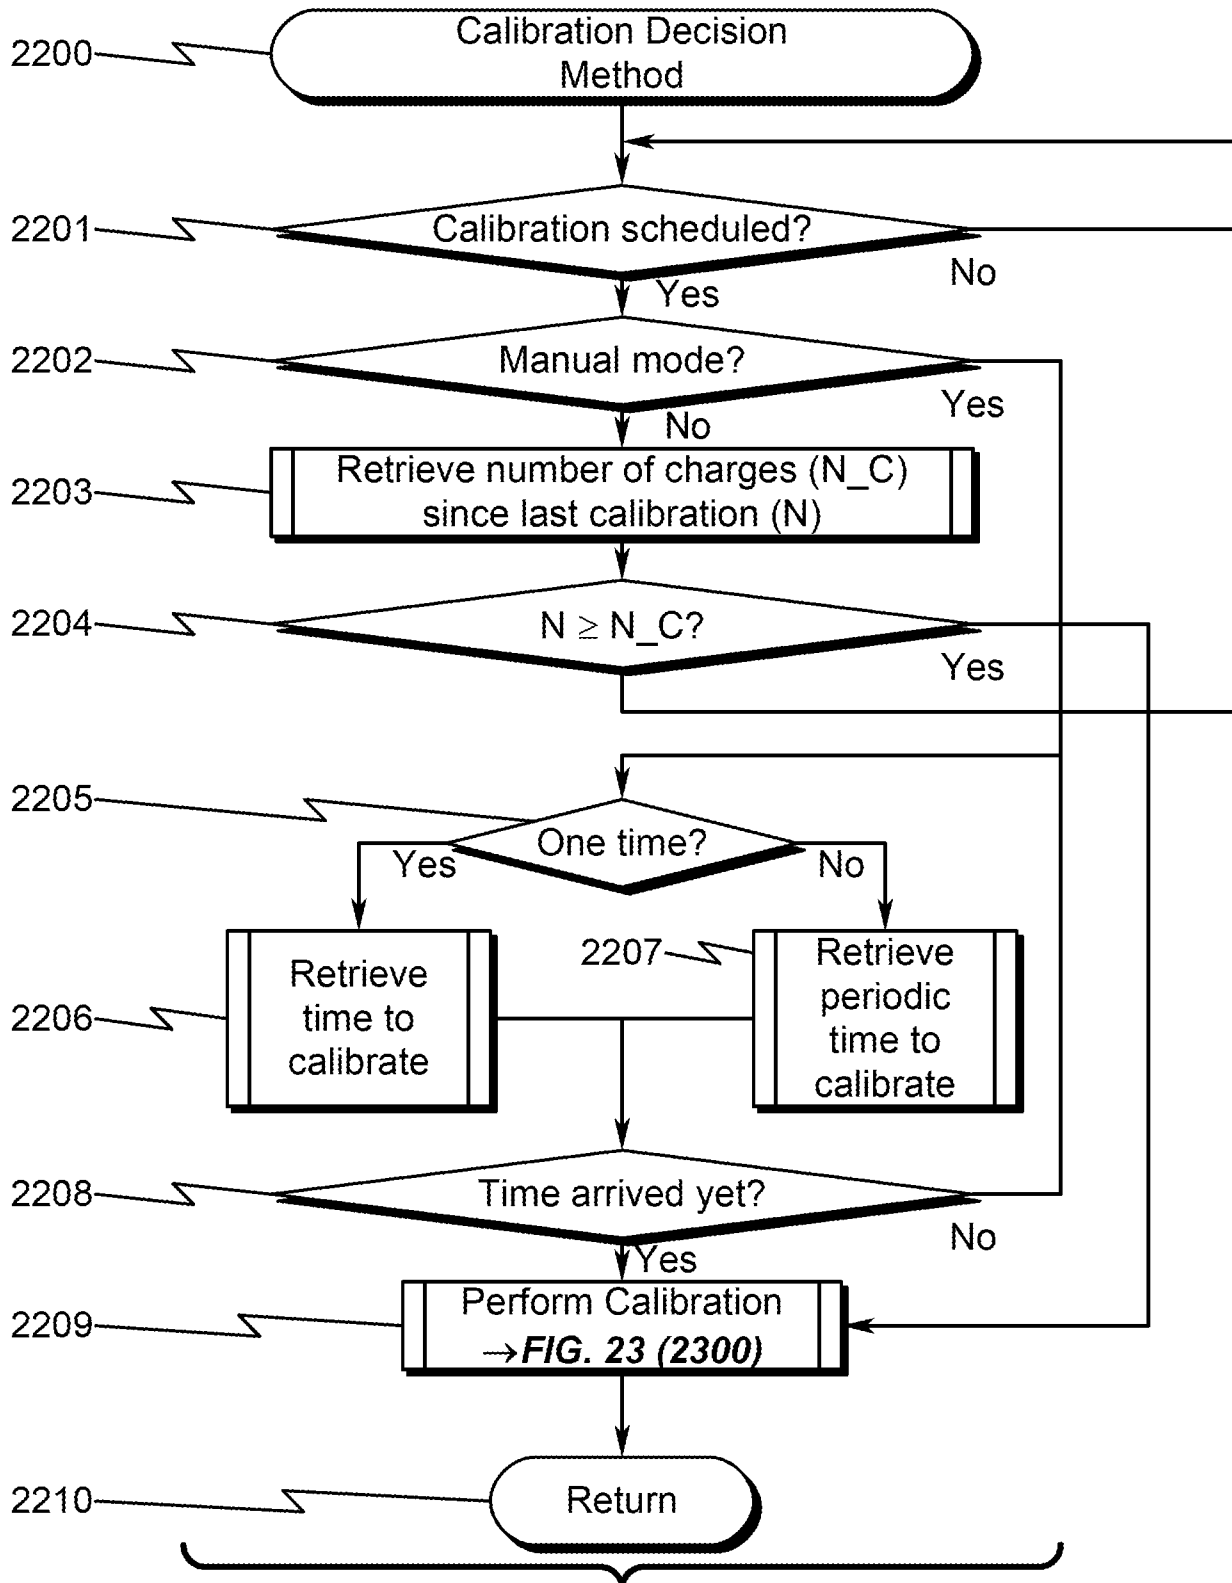 Calibration Decision
Method
2200
2201
Calibration scheduled?
No
Yes
2202
Manual mode?
Yes
No
2203
Retrieve number of charges (N_C)
since last calibration (N)
2204
N ≥ N_C?
Yes
2205
One time?
Yes
No
2206
Retrieve
time to
calibrate
2207
Retrieve
periodic
time to
calibrate
2208
Time arrived yet?
No
Yes
2209
Perform Calibration
→FIG. 23 (2300)
2210
Return